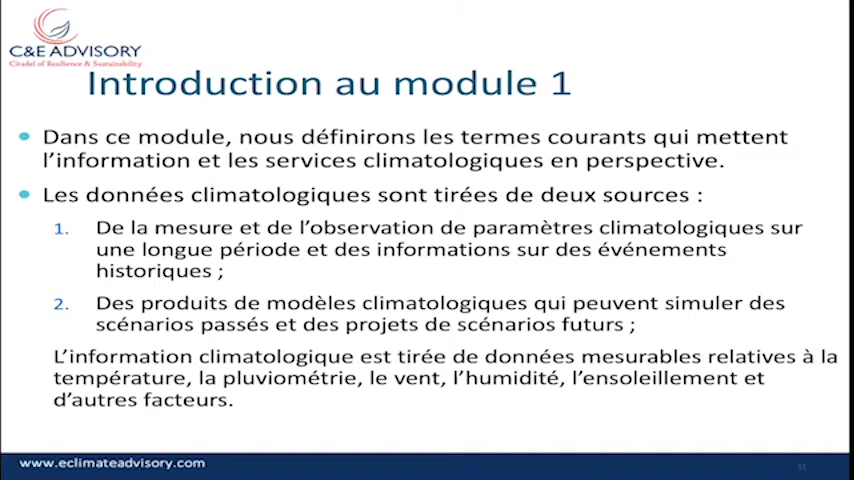 C&E ADVISORY
Citadel of Resilience & Sustainability
Introduction au module 1
Dans ce module, nous définirons les termes courants qui mettent
l’information et les services climatologiques en perspective.
Les données climatologiques sont tirées de deux sources :
1. De la mesure et de l’observation de paramètres climatologiques sur
une longue période et des informations sur des événements
historiques ;
2. Des produits de modèles climatologiques qui peuvent simuler des
scénarios passés et des projets de scénarios futurs ;
L’information climatologique est tirée de données mesurables relatives à la
température, la pluviométrie, le vent, l’humidité, l’ensoleillement et
d’autres facteurs.
www.eclimateadvisory.com
11